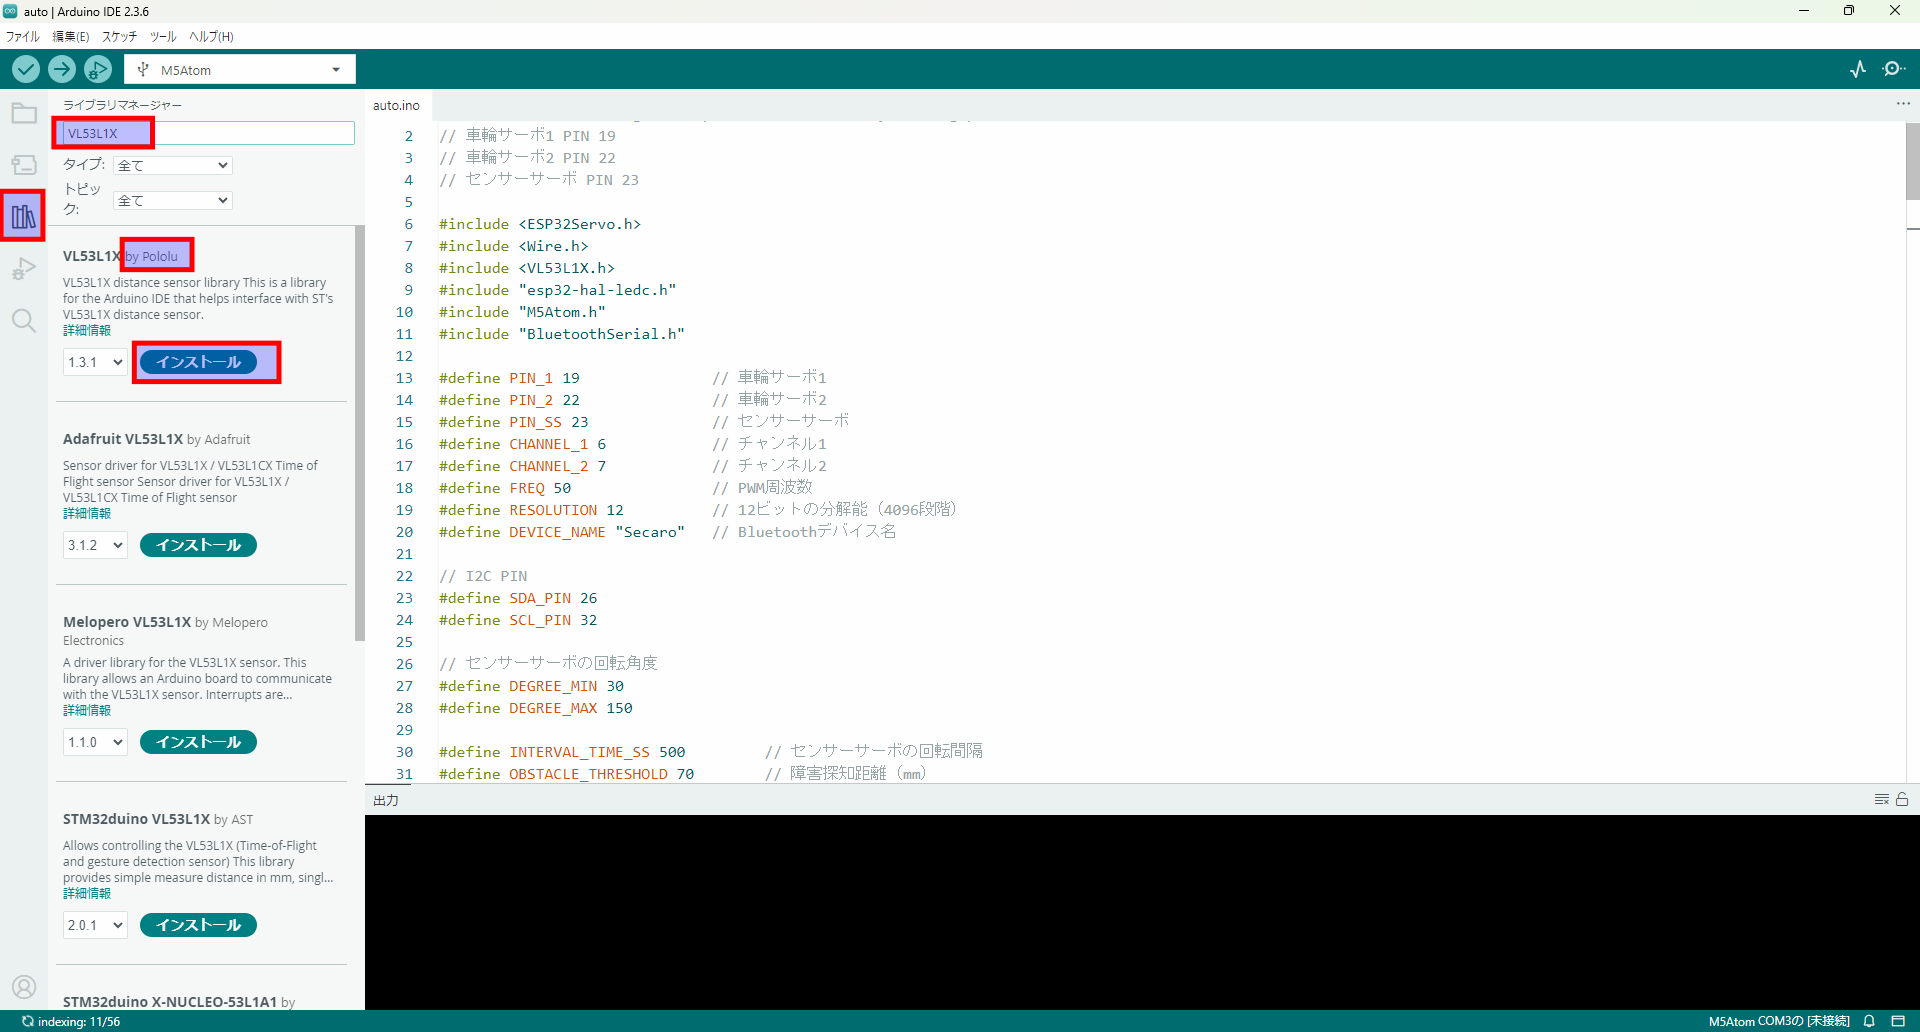 auto | Arduino IDE 2.3.6
ファイル 編集(E) スケッチ ツール ヘルプ(H)
M5Atom
ライブラリマネージャー
VL53L1X
タイプ: 全て
トピック: 全て
VL53L1X by Pololu
VL53L1X distance sensor library This is a library
for the Arduino IDE that helps interface with ST's
VL53L1X distance sensor.
詳細情報
1.3.1 インストール
Adafruit VL53L1X by Adafruit
Sensor driver for VL53L1X / VL53L1CX Time of
Flight sensor Sensor driver for VL53L1X /
VL53L1CX Time of Flight sensor
詳細情報
3.1.2 インストール
Melopero VL53L1X by Melopero
Electronics
A driver library for the VL53L1X sensor. This
library allows an Arduino board to communicate
with the VL53L1X sensor. Interrupts are...
詳細情報
1.1.0 インストール
STM32duino VL53L1X by AST
Allows controlling the VL53L1X (Time-of-Flight
and gesture detection sensor) This library
provides simple measure distance in mm, singl...
詳細情報
2.0.1 インストール
STM32duino X-NUCLEO-53L1A1 by
auto.ino
2 // 車輪サーボ1 PIN 19
3 // 車輪サーボ2 PIN 22
4 // センサーサーボ PIN 23
5
6 #include <ESP32Servo.h>
7 #include <Wire.h>
8 #include <VL53L1X.h>
9 #include "esp32-hal-ledc.h"
10 #include "M5Atom.h"
11 #include "BluetoothSerial.h"
12
13 #define PIN_1 19 // 車輪サーボ1
14 #define PIN_2 22 // 車輪サーボ2
15 #define PIN_SS 23 // センサーサーボ
16 #define CHANNEL_1 6 // チャンネル1
17 #define CHANNEL_2 7 // チャンネル2
18 #define FREQ 50 // PWM周波数
19 #define RESOLUTION 12 // 12ビットの分解能（4096段階）
20 #define DEVICE_NAME "Secaro" // Bluetoothデバイス名
21
22 // I2C PIN
23 #define SDA_PIN 26
24 #define SCL_PIN 32
25
26 // センサーサーボの回転角度
27 #define DEGREE_MIN 30
28 #define DEGREE_MAX 150
29
30 #define INTERVAL_TIME_SS 500 // センサーサーボの回転間隔
31 #define OBSTACLE_THRESHOLD 70 // 障害探知距離（mm）
出力
indexing: 11/56
M5Atom COM3の [未接続]